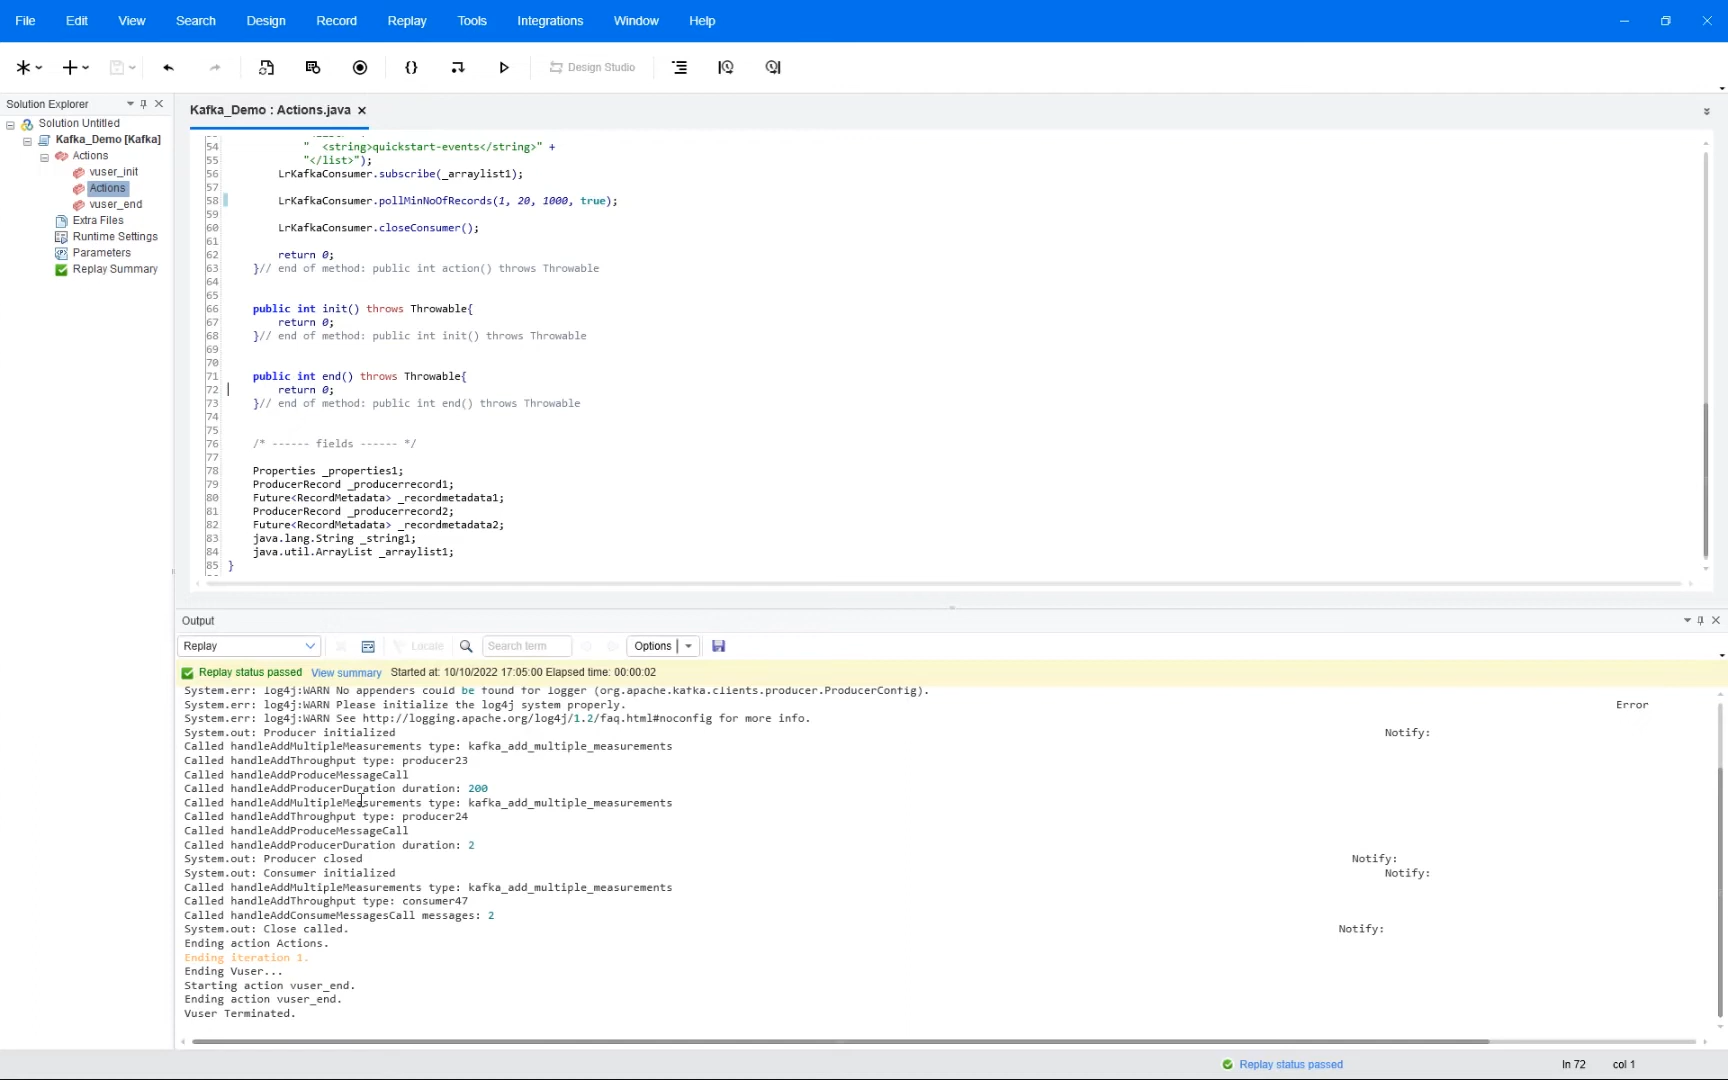 File Edit View Search Design Record Replay Tools Integrations Window Help
Design Studio
Solution Explorer
Solution Untitled
Kafka_Demo [Kafka]
Actions
vuser_init
Actions
vuser_end
Extra Files
Runtime Settings
Parameters
Replay Summary
Kafka_Demo : Actions.java
54 "  <string>quickstart-events</string>" +
55 "</list>");
56 LrKafkaConsumer.subscribe(_arraylist1);
57
58 LrKafkaConsumer.pollMinNoOfRecords(1, 20, 1000, true);
59
60 LrKafkaConsumer.closeConsumer();
61
62 return 0;
63 }// end of method: public int action() throws Throwable
64
65
66 public int init() throws Throwable{
67 return 0;
68 }// end of method: public int init() throws Throwable
69
70
71 public int end() throws Throwable{
72 return 0;
73 }// end of method: public int end() throws Throwable
74
75
76 /* ------ fields ------ */
77
78 Properties _properties1;
79 ProducerRecord _producerrecord1;
80 Future<RecordMetadata> _recordmetadata1;
81 ProducerRecord _producerrecord2;
82 Future<RecordMetadata> _recordmetadata2;
83 java.lang.String _string1;
84 java.util.ArrayList _arraylist1;
85 }
Output
Replay Locate Search term Options
Replay status passed View summary Started at: 10/10/2022 17:05:00 Elapsed time: 00:00:02
System.err: log4j:WARN No appenders could be found for logger (org.apache.kafka.clients.producer.ProducerConfig).
System.err: log4j:WARN Please initialize the log4j system properly. Error
System.err: log4j:WARN See http://logging.apache.org/log4j/1.2/faq.html#noconfig for more info.
System.out: Producer initialized Notify:
Called handleAddMultipleMeasurements type: kafka_add_multiple_measurements
Called handleAddThroughput type: producer23
Called handleAddProduceMessageCall
Called handleAddProducerDuration duration: 200
Called handleAddMultipleMeasurements type: kafka_add_multiple_measurements
Called handleAddThroughput type: producer24
Called handleAddProduceMessageCall
Called handleAddProducerDuration duration: 2
System.out: Producer closed Notify:
System.out: Consumer initialized Notify:
Called handleAddMultipleMeasurements type: kafka_add_multiple_measurements
Called handleAddThroughput type: consumer47
Called handleAddConsumeMessagesCall messages: 2
System.out: Close called. Notify:
Ending action Actions.
Ending iteration 1.
Ending Vuser...
Starting action vuser_end.
Ending action vuser_end.
Vuser Terminated.
Replay status passed ln 72 col 1